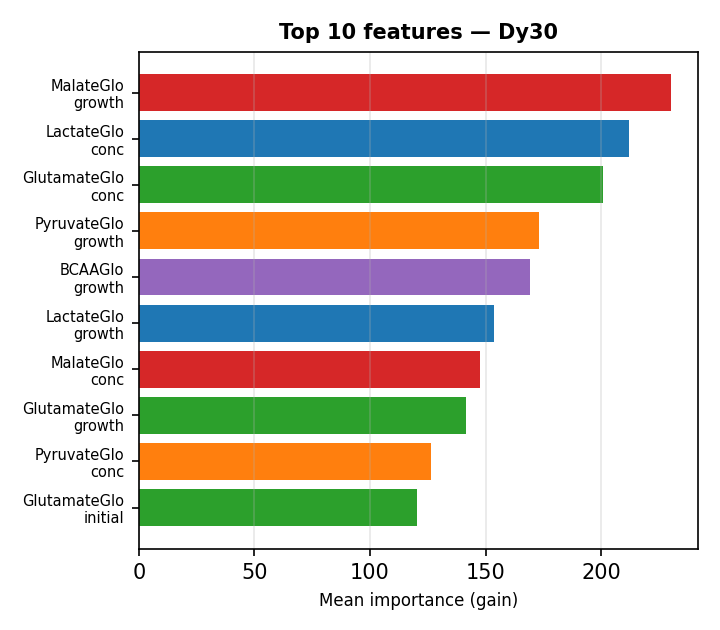 Top 10 features — Dy30
MalateGlo
growth
LactateGlo
conc
GlutamateGlo
conc
PyruvateGlo
growth
BCAAGlo
growth
LactateGlo
growth
MalateGlo
conc
GlutamateGlo
growth
PyruvateGlo
conc
GlutamateGlo
initial
0 50 100 150 200
Mean importance (gain)